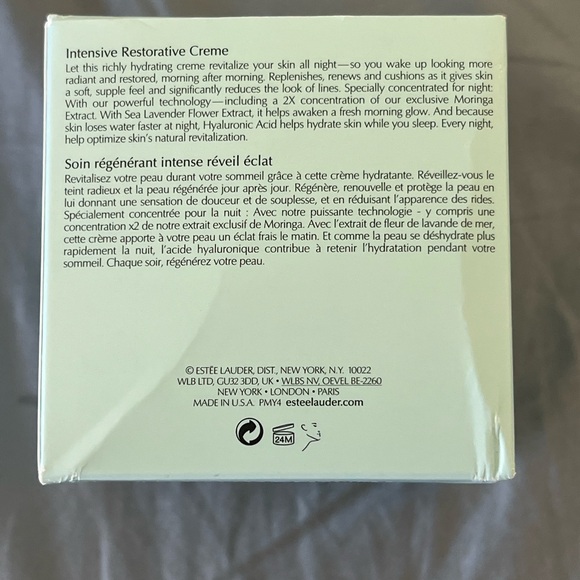 Intensive Restorative Creme
Let this richly hydrating creme revitalize your skin all night—so you wake up looking more
radiant and restored, morning after morning. Replenishes, renews and cushions as it gives skin
a soft, supple feel and significantly reduces the look of lines. Specially concentrated for night:
With our powerful technology—including a 2X concentration of our exclusive Moringa
Extract. With Sea Lavender Flower Extract, it helps awaken a fresh morning glow. And because
skin loses water faster at night, Hyaluronic Acid helps hydrate skin while you sleep. Every night,
help optimize skin's natural revitalization.
Soin régénérant intense réveil éclat
Revitalisez votre peau durant votre sommeil grâce à cette crème hydratante. Réveillez-vous le
teint radieux et la peau régénérée jour après jour. Régénère, renouvelle et protège la peau en
lui donnant une sensation de douceur et de souplesse, et en réduisant l'apparence des rides.
Spécialement concentrée pour la nuit : Avec notre puissante technologie - y compris une
concentration x2 de notre extrait exclusif de Moringa. Avec l'extrait de fleur de lavande de mer,
cette crème apporte à votre peau un éclat frais le matin. Et comme la peau se déshydrate plus
rapidement la nuit, l'acide hyaluronique contribue à retenir l'hydratation pendant votre
sommeil. Chaque soir, régénérez votre peau.
© ESTÉE LAUDER, DIST., NEW YORK, N.Y. 10022
WLB LTD, GU32 3DD, UK • WLBS NV, OEVEL BE-2260
NEW YORK • LONDON • PARIS
MADE IN U.S.A. PMY4 esteelauder.com
24M